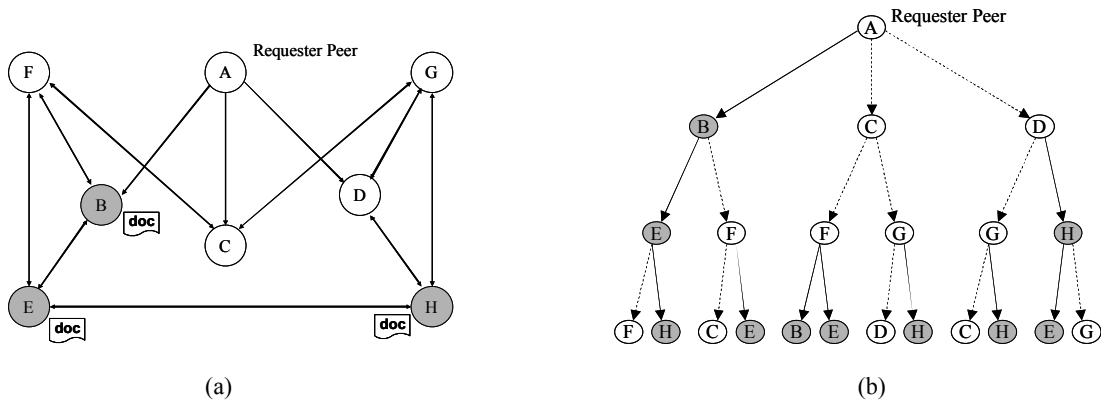 Requester Peer
F A G
B D
doc
C
E H
doc doc
(a)
Requester Peer
A
B C D
E F F G G H
F H C E B E D H C H E G
(b)